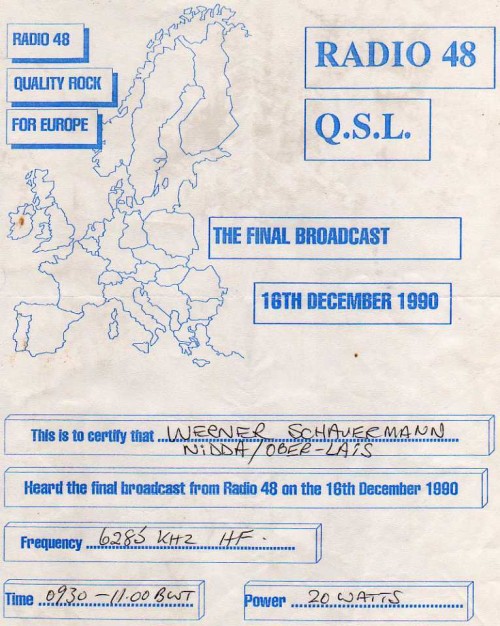 RADIO 48
QUALITY ROCK
FOR EUROPE
RADIO 48
Q.S.L.
THE FINAL BROADCAST
16TH DECEMBER 1990
This is to certify that WERNER SCHAUERMANN
NIDDA/OBER-LAIS
Heard the final broadcast from Radio 48 on the 16th December 1990
Frequency 6285 KHZ HF.
Time 0930 - 11.00 BWT
Power 20 WATTS